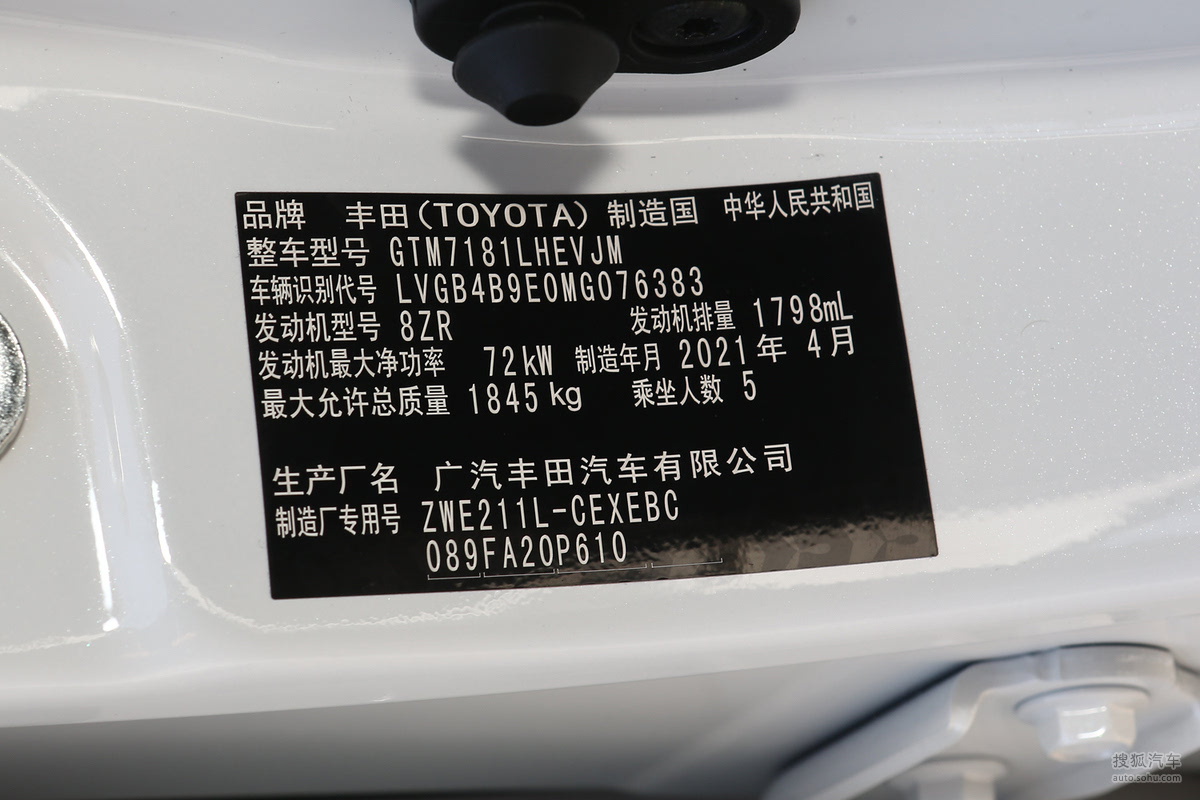 品牌 丰田(TOYOTA) 制造国 中华人民共和国
整车型号 GTM7181LHEVJM
车辆识别代号 LVGB4B9E0MG076383
发动机型号 8ZR 发动机排量 1798mL
发动机最大净功率 72kW 制造年月 2021年 4月
最大允许总质量 1845kg 乘坐人数 5
生产厂名 广汽丰田汽车有限公司
制造厂专用号 ZWE211L-CEXEBC
089FA20P610
搜狐汽车
auto.sohu.com